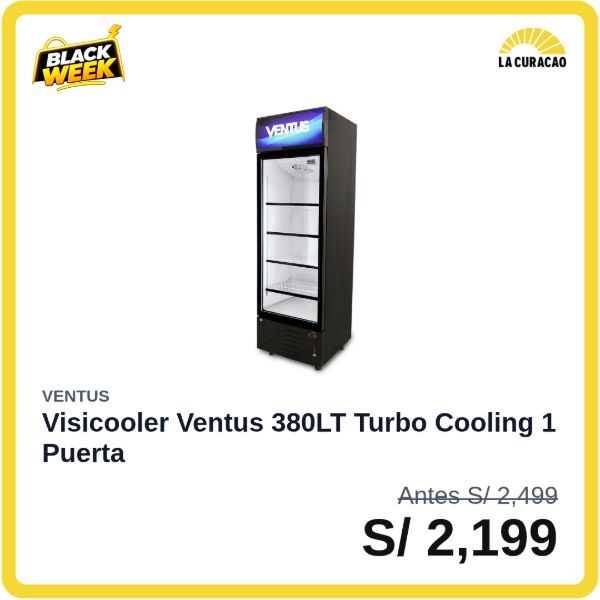 BLACK
WEEK
LA CURACAO
VENTUS
VENTUS
Visicooler Ventus 380LT Turbo Cooling 1
Puerta
Antes S/ 2,499
S/ 2,199